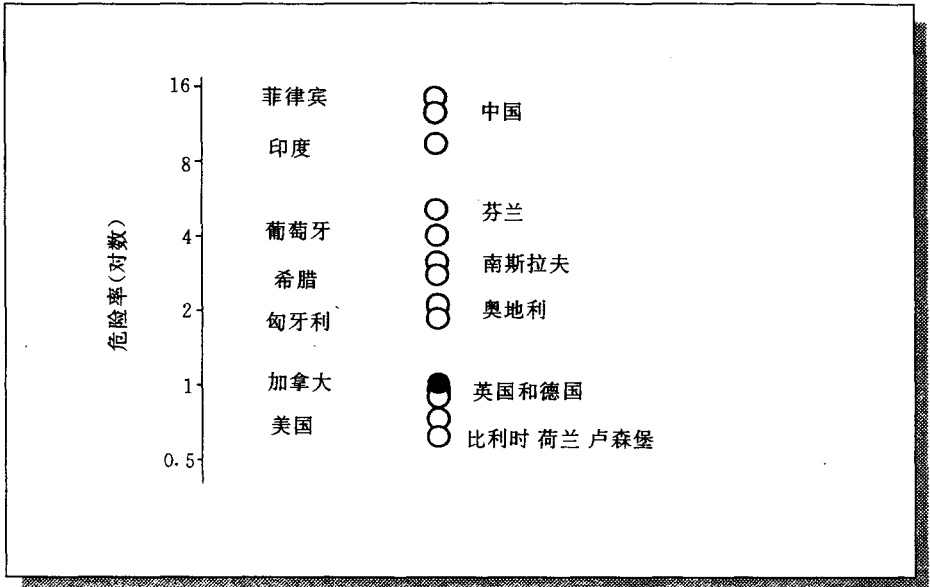 16
菲律宾
中国
印度
8
芬兰
葡萄牙
4
南斯拉夫
希腊
奥地利
2
匈牙利
危险率(对数)
加拿大
1
英国和德国
美国
比利时 荷兰 卢森堡
0.5